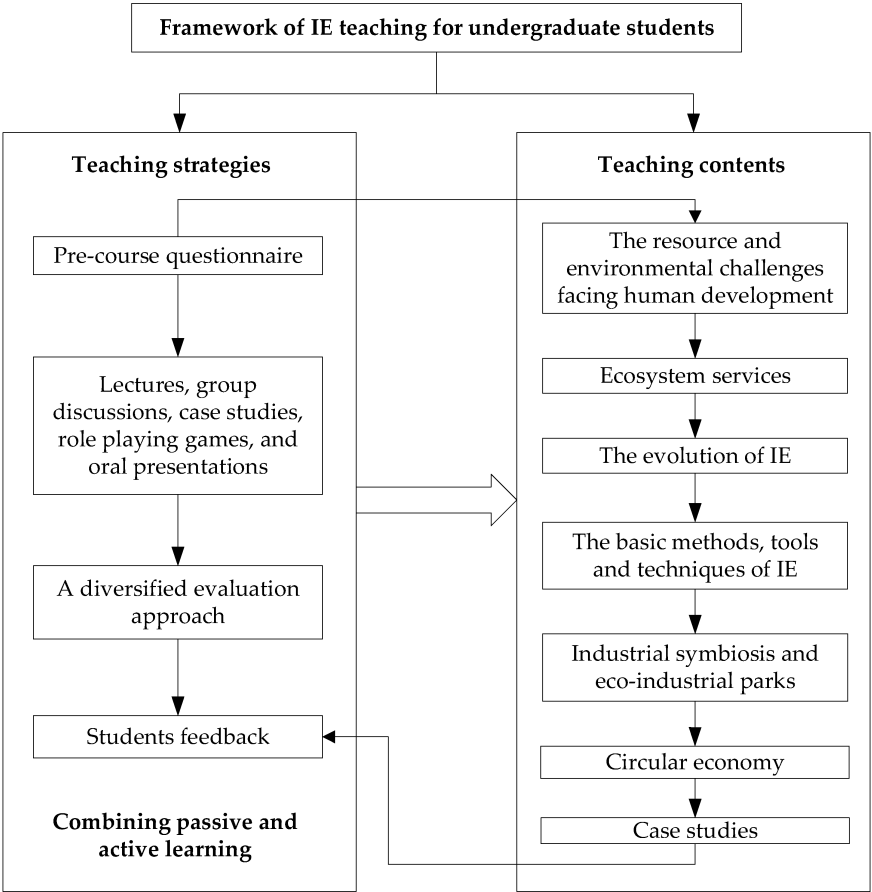 Framework of IE teaching for undergraduate students
Teaching strategies
Pre-course questionnaire
Lectures, group
discussions, case studies,
role playing games, and
oral presentations
A diversified evaluation
approach
Students feedback
Combining passive and
active learning
Teaching contents
The resource and
environmental challenges
facing human development
Ecosystem services
The evolution of IE
The basic methods, tools
and techniques of IE
Industrial symbiosis and
eco-industrial parks
Circular economy
Case studies